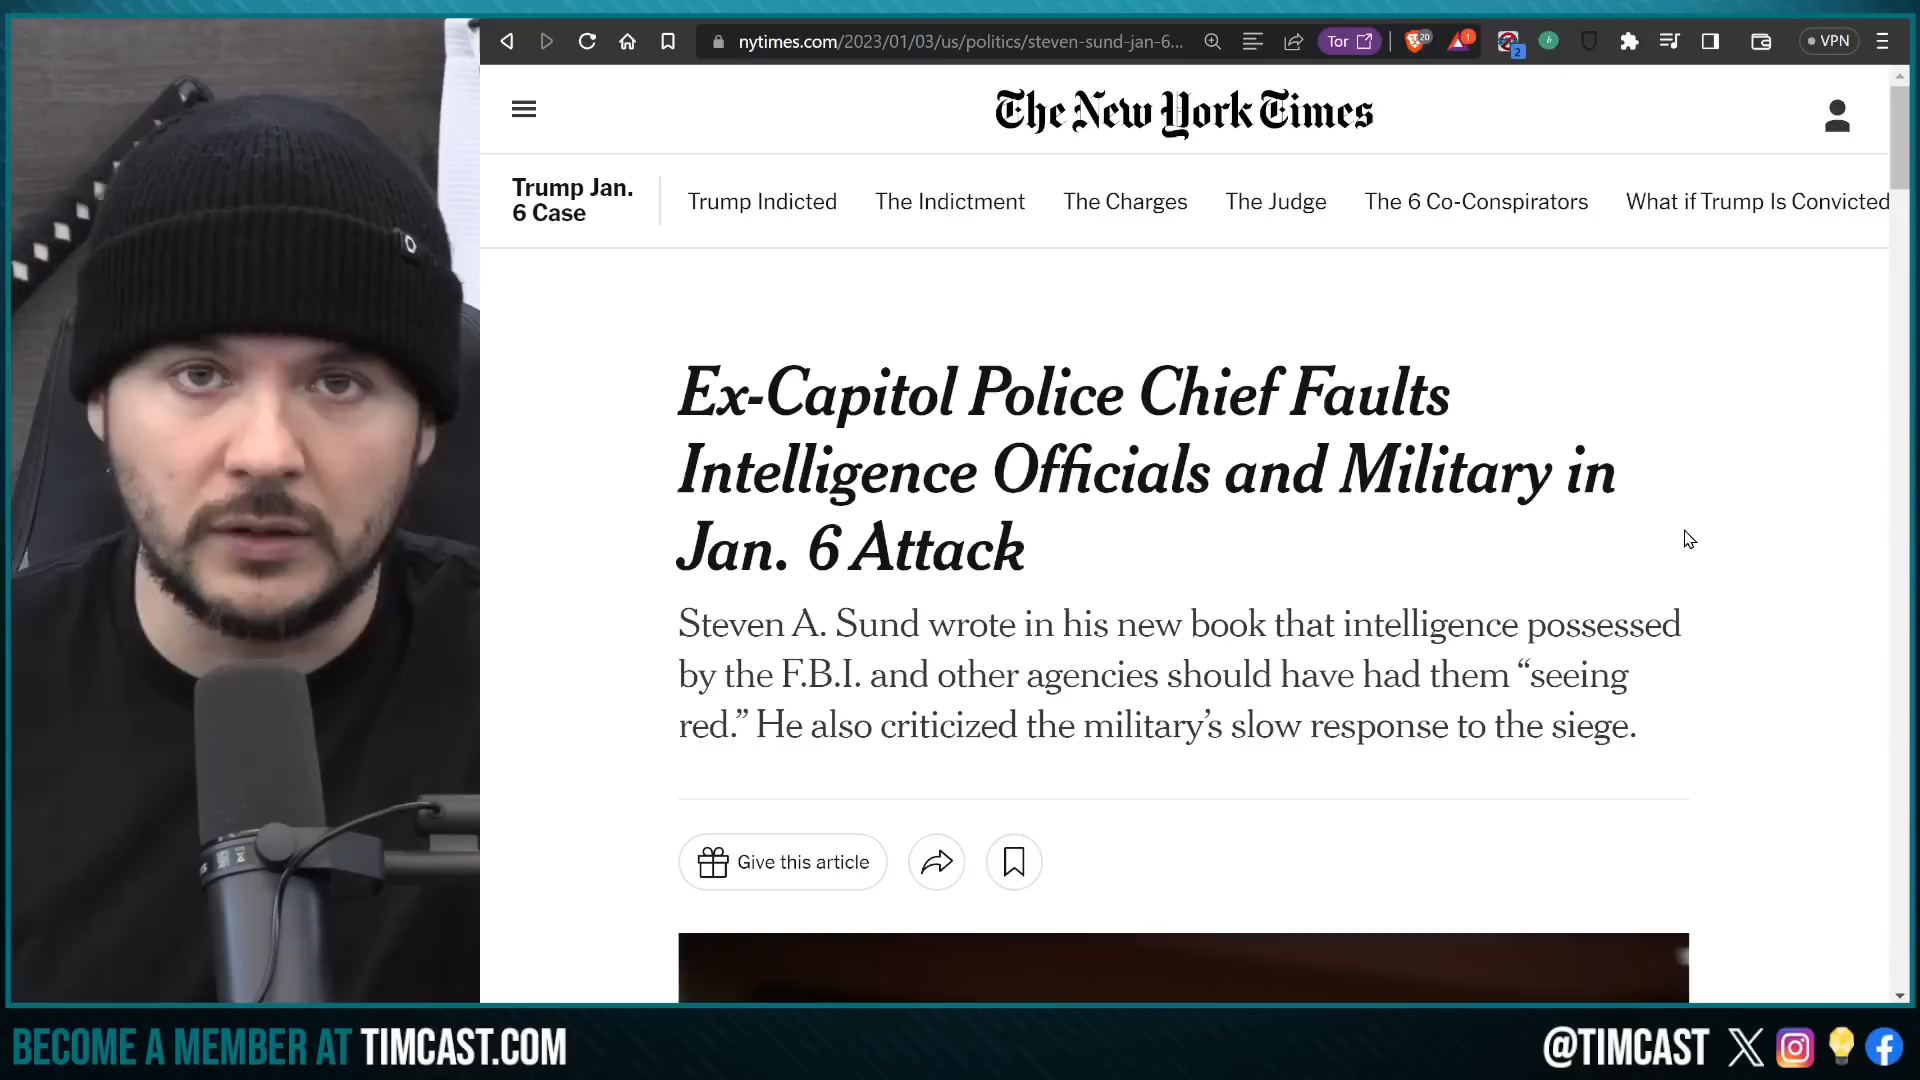 nytimes.com/2023/01/03/us/politics/steven-sund-jan-6...
Tor
20
1
2
VPN
The New York Times
Trump Jan.
6 Case
Trump Indicted
The Indictment
The Charges
The Judge
The 6 Co-Conspirators
What if Trump Is Convicted
Ex-Capitol Police Chief Faults
Intelligence Officials and Military in
Jan. 6 Attack
Steven A. Sund wrote in his new book that intelligence possessed
by the F.B.I. and other agencies should have had them “seeing
red.” He also criticized the military’s slow response to the siege.
Give this article
BECOME A MEMBER AT TIMCAST.COM
@TIMCAST